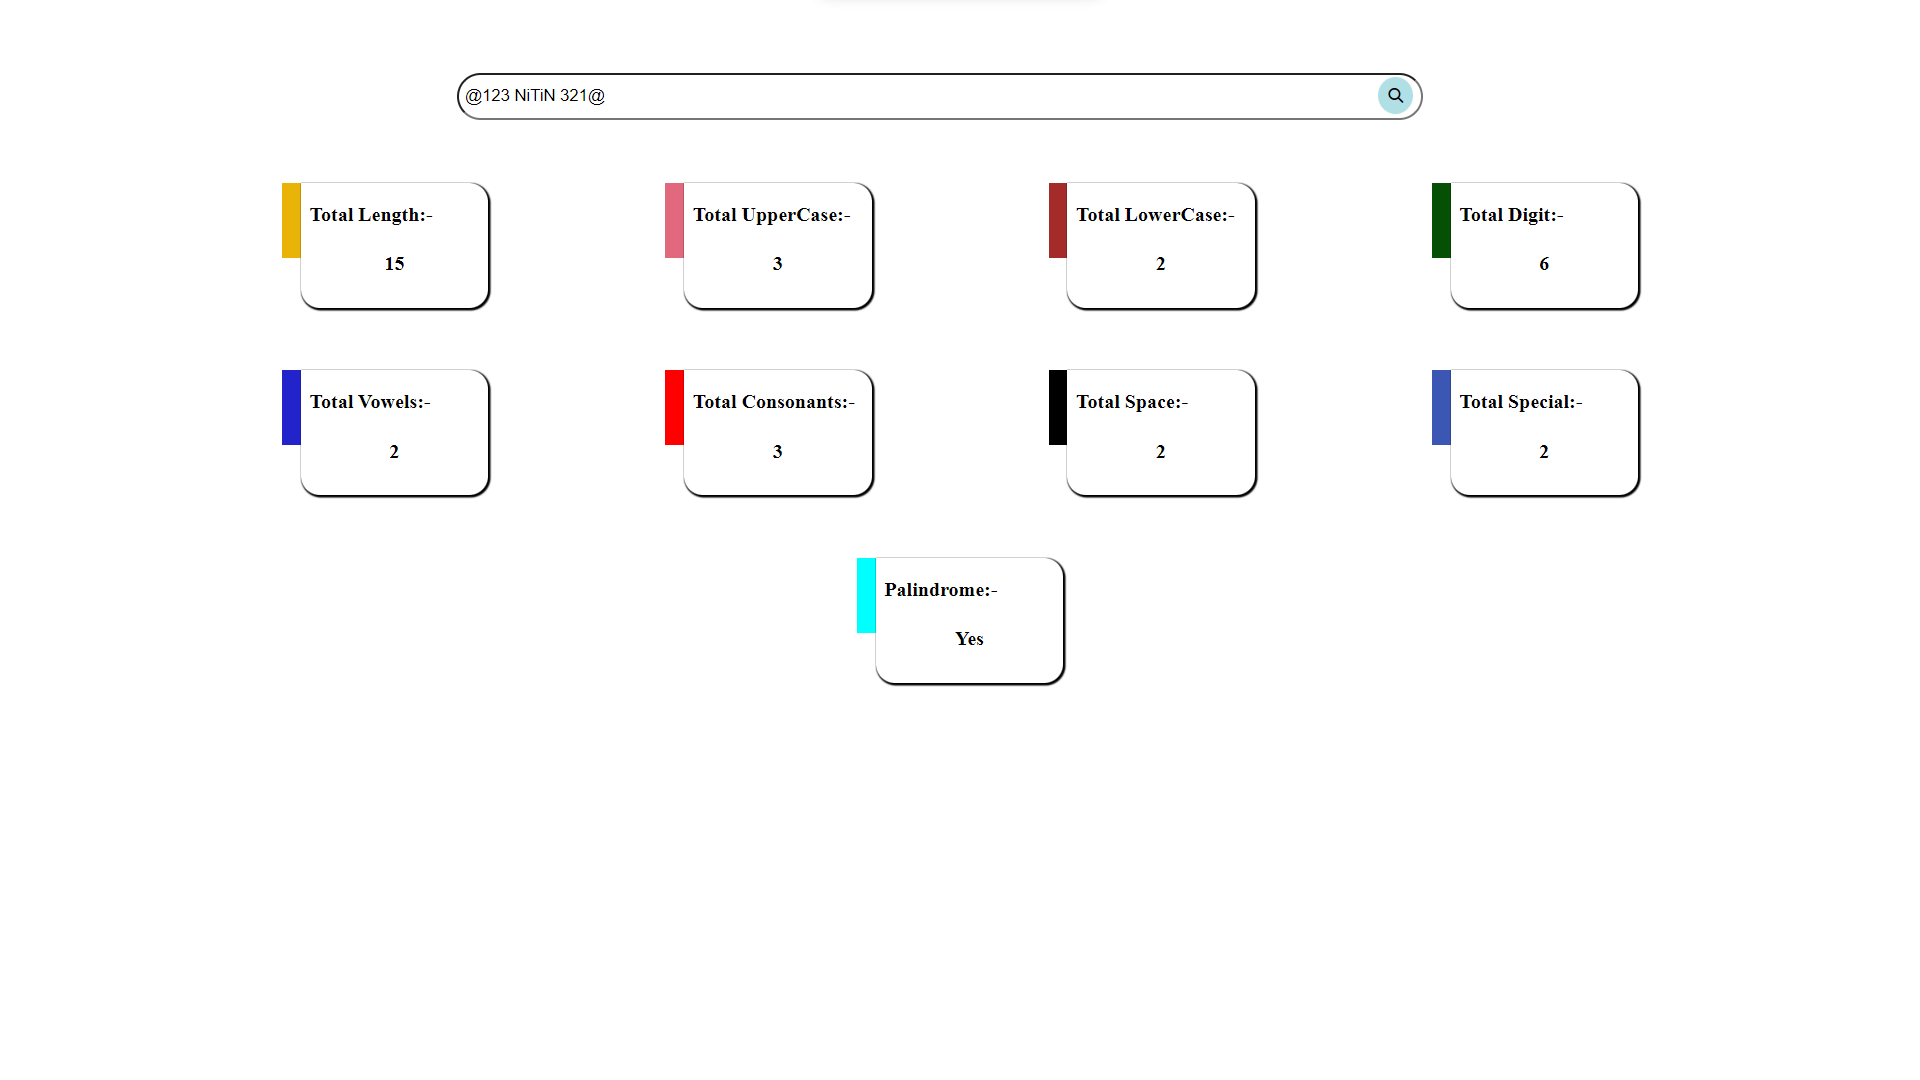 @123 NiTiN 321@
Total Length:-
15
Total UpperCase:-
3
Total LowerCase:-
2
Total Digit:-
6
Total Vowels:-
2
Total Consonants:-
3
Total Space:-
2
Total Special:-
2
Palindrome:-
Yes